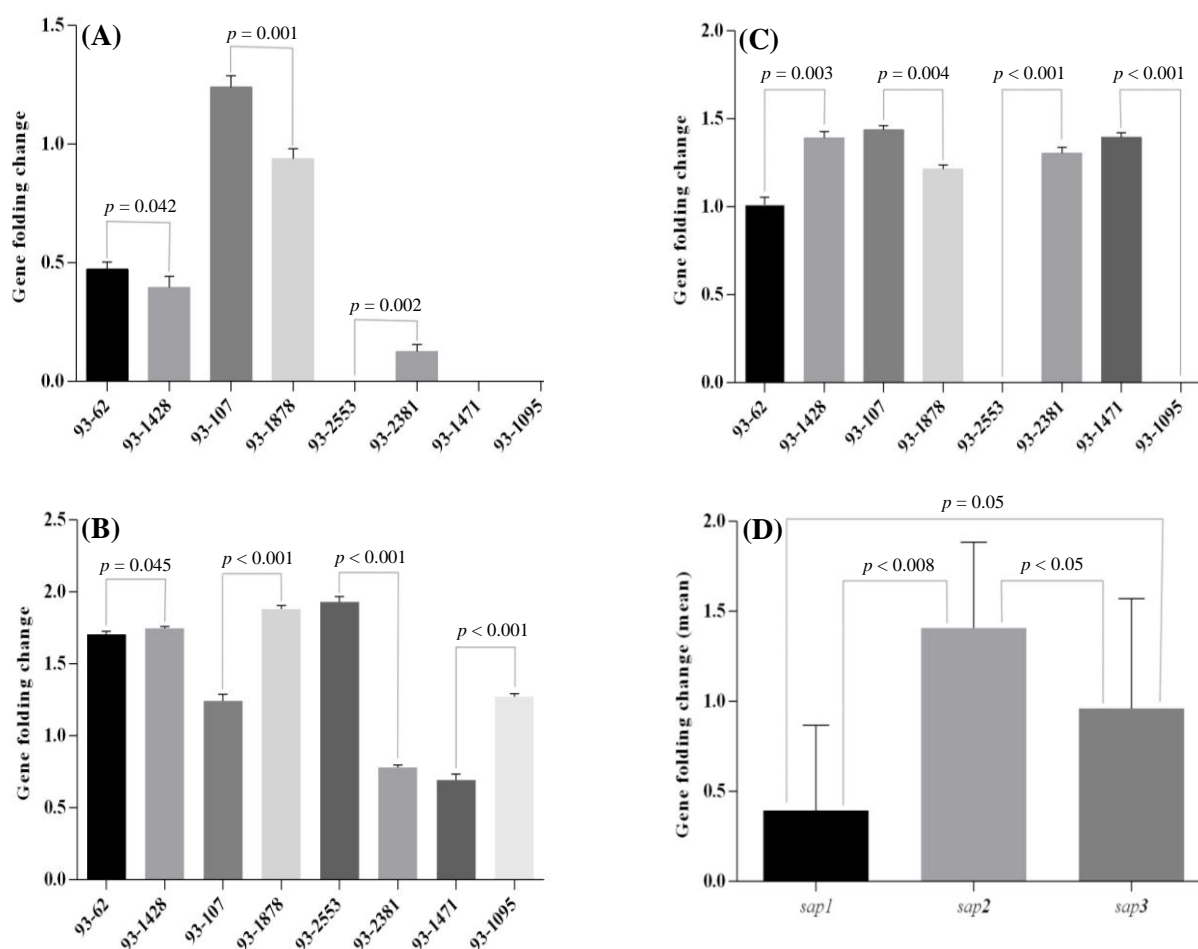 (A)
Gene folding change
1.5
1.0
0.5
0.0
p = 0.042
p = 0.001
p = 0.002
93-62
93-1428
93-107
93-1878
93-2553
93-2381
93-1471
93-1095
(B)
Gene folding change
2.5
2.0
1.5
1.0
0.5
0.0
p = 0.045
p < 0.001
p < 0.001
p < 0.001
93-62
93-1428
93-107
93-1878
93-2553
93-2381
93-1471
93-1095
(C)
Gene folding change
2.0
1.5
1.0
0.5
0.0
p = 0.003
p = 0.004
p < 0.001
p < 0.001
93-62
93-1428
93-107
93-1878
93-2553
93-2381
93-1471
93-1095
(D)
Gene folding change (mean)
2.0
1.5
1.0
0.5
0.0
p = 0.05
p < 0.008
p < 0.05
sap1
sap2
sap3